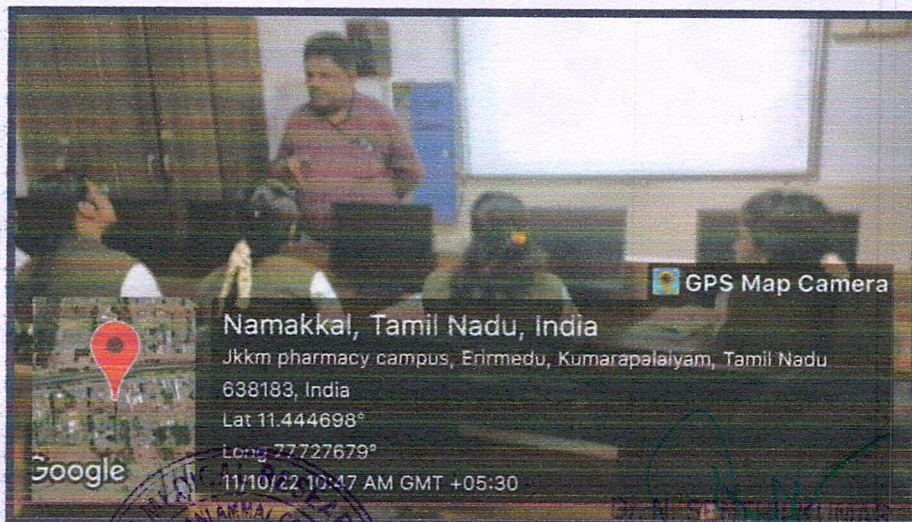 GPS Map Camera
Namakkal, Tamil Nadu, India
Jkkm pharmacy campus, Erirmedu, Kumarapalaiyam, Tamil Nadu
638183, India
Lat 11.444698°
Long 77.727679°
11/10/22 10:47 AM GMT +05:30
Google